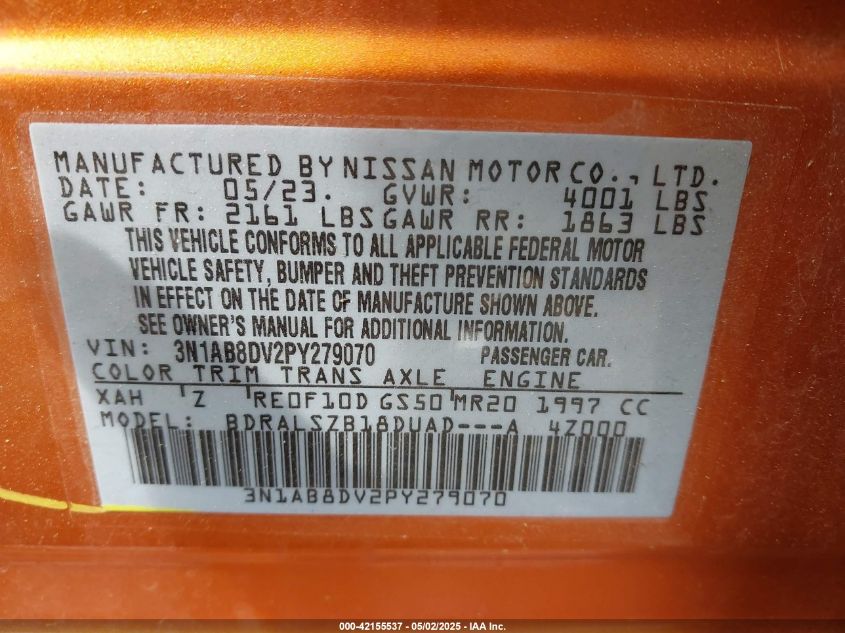 MANUFACTURED BY NISSAN MOTOR CO., LTD.
DATE: 05/23. GVWR: 4001 LBS
GAWR FR: 2161 LBS GAWR RR: 1863 LBS
THIS VEHICLE CONFORMS TO ALL APPLICABLE FEDERAL MOTOR
VEHICLE SAFETY, BUMPER AND THEFT PREVENTION STANDARDS
IN EFFECT ON THE DATE OF MANUFACTURE SHOWN ABOVE.
SEE OWNER'S MANUAL FOR ADDITIONAL INFORMATION.
VIN: 3N1AB8DV2PY279070 PASSENGER CAR.
COLOR TRIM TRANS AXLE ENGINE
XAH Z RE0F10D GS50 MR20 1997 CC
MODEL: BDRALSZB18DUAD---A 4Z000
3N1AB8DV2PY279070
000-42155537 - 05/02/2025 - IAA Inc.